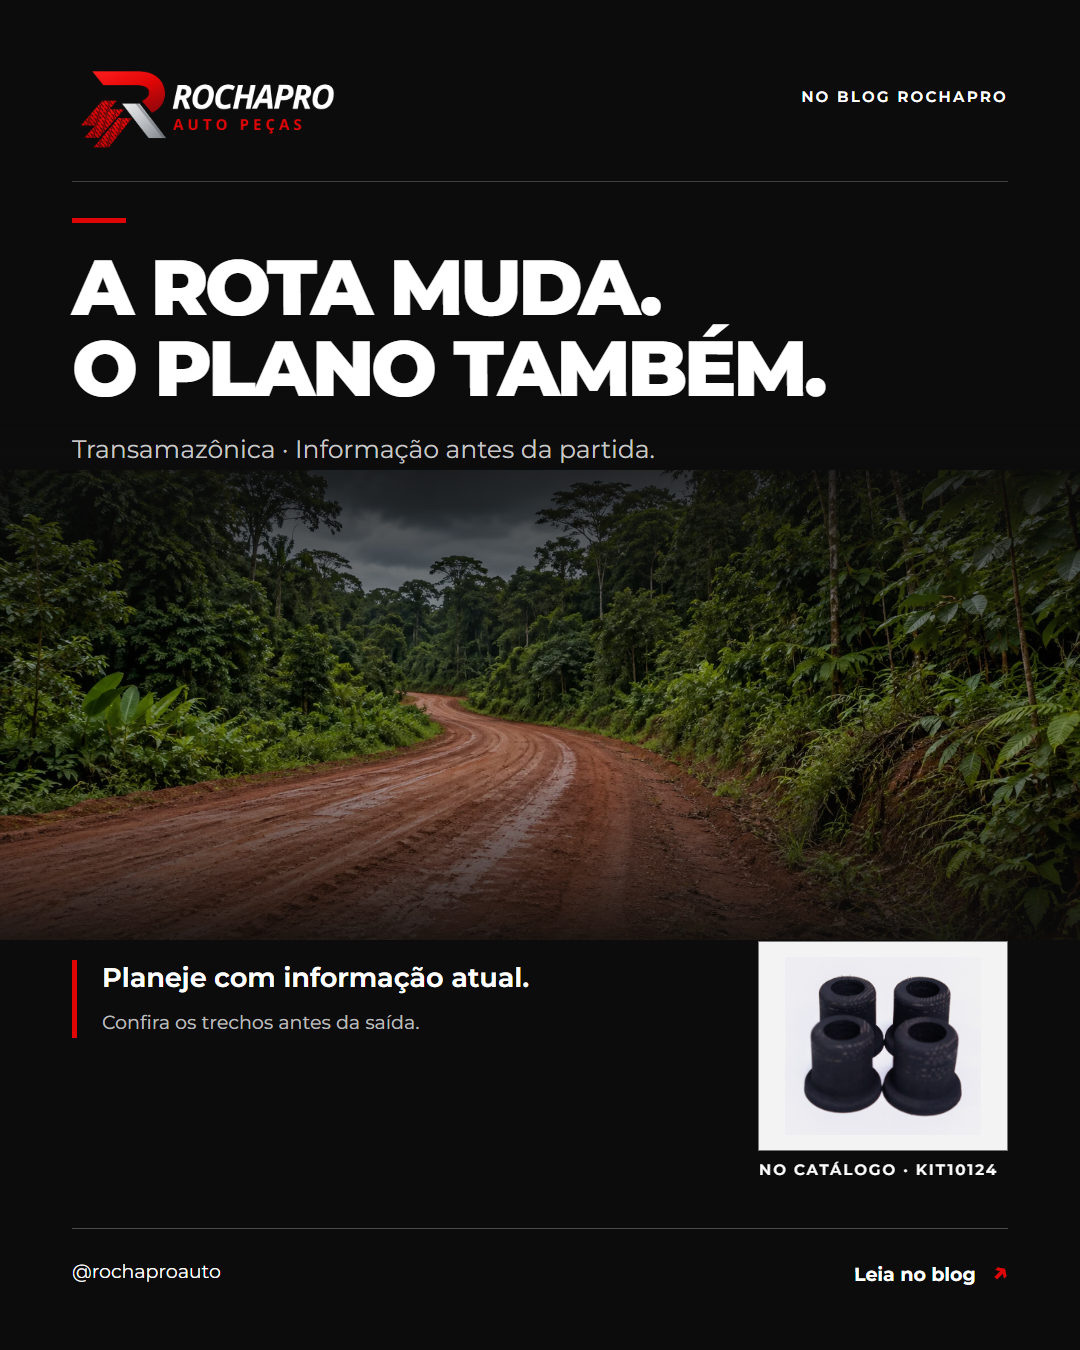 ROCHAPRO
AUTO PEÇAS
NO BLOG ROCHAPRO
A ROTA MUDA.
O PLANO TAMBÉM.
Transamazônica · Informação antes da partida.
Planeje com informação atual.
Confira os trechos antes da saída.
NO CATÁLOGO · KIT10124
@rochaproauto
Leia no blog